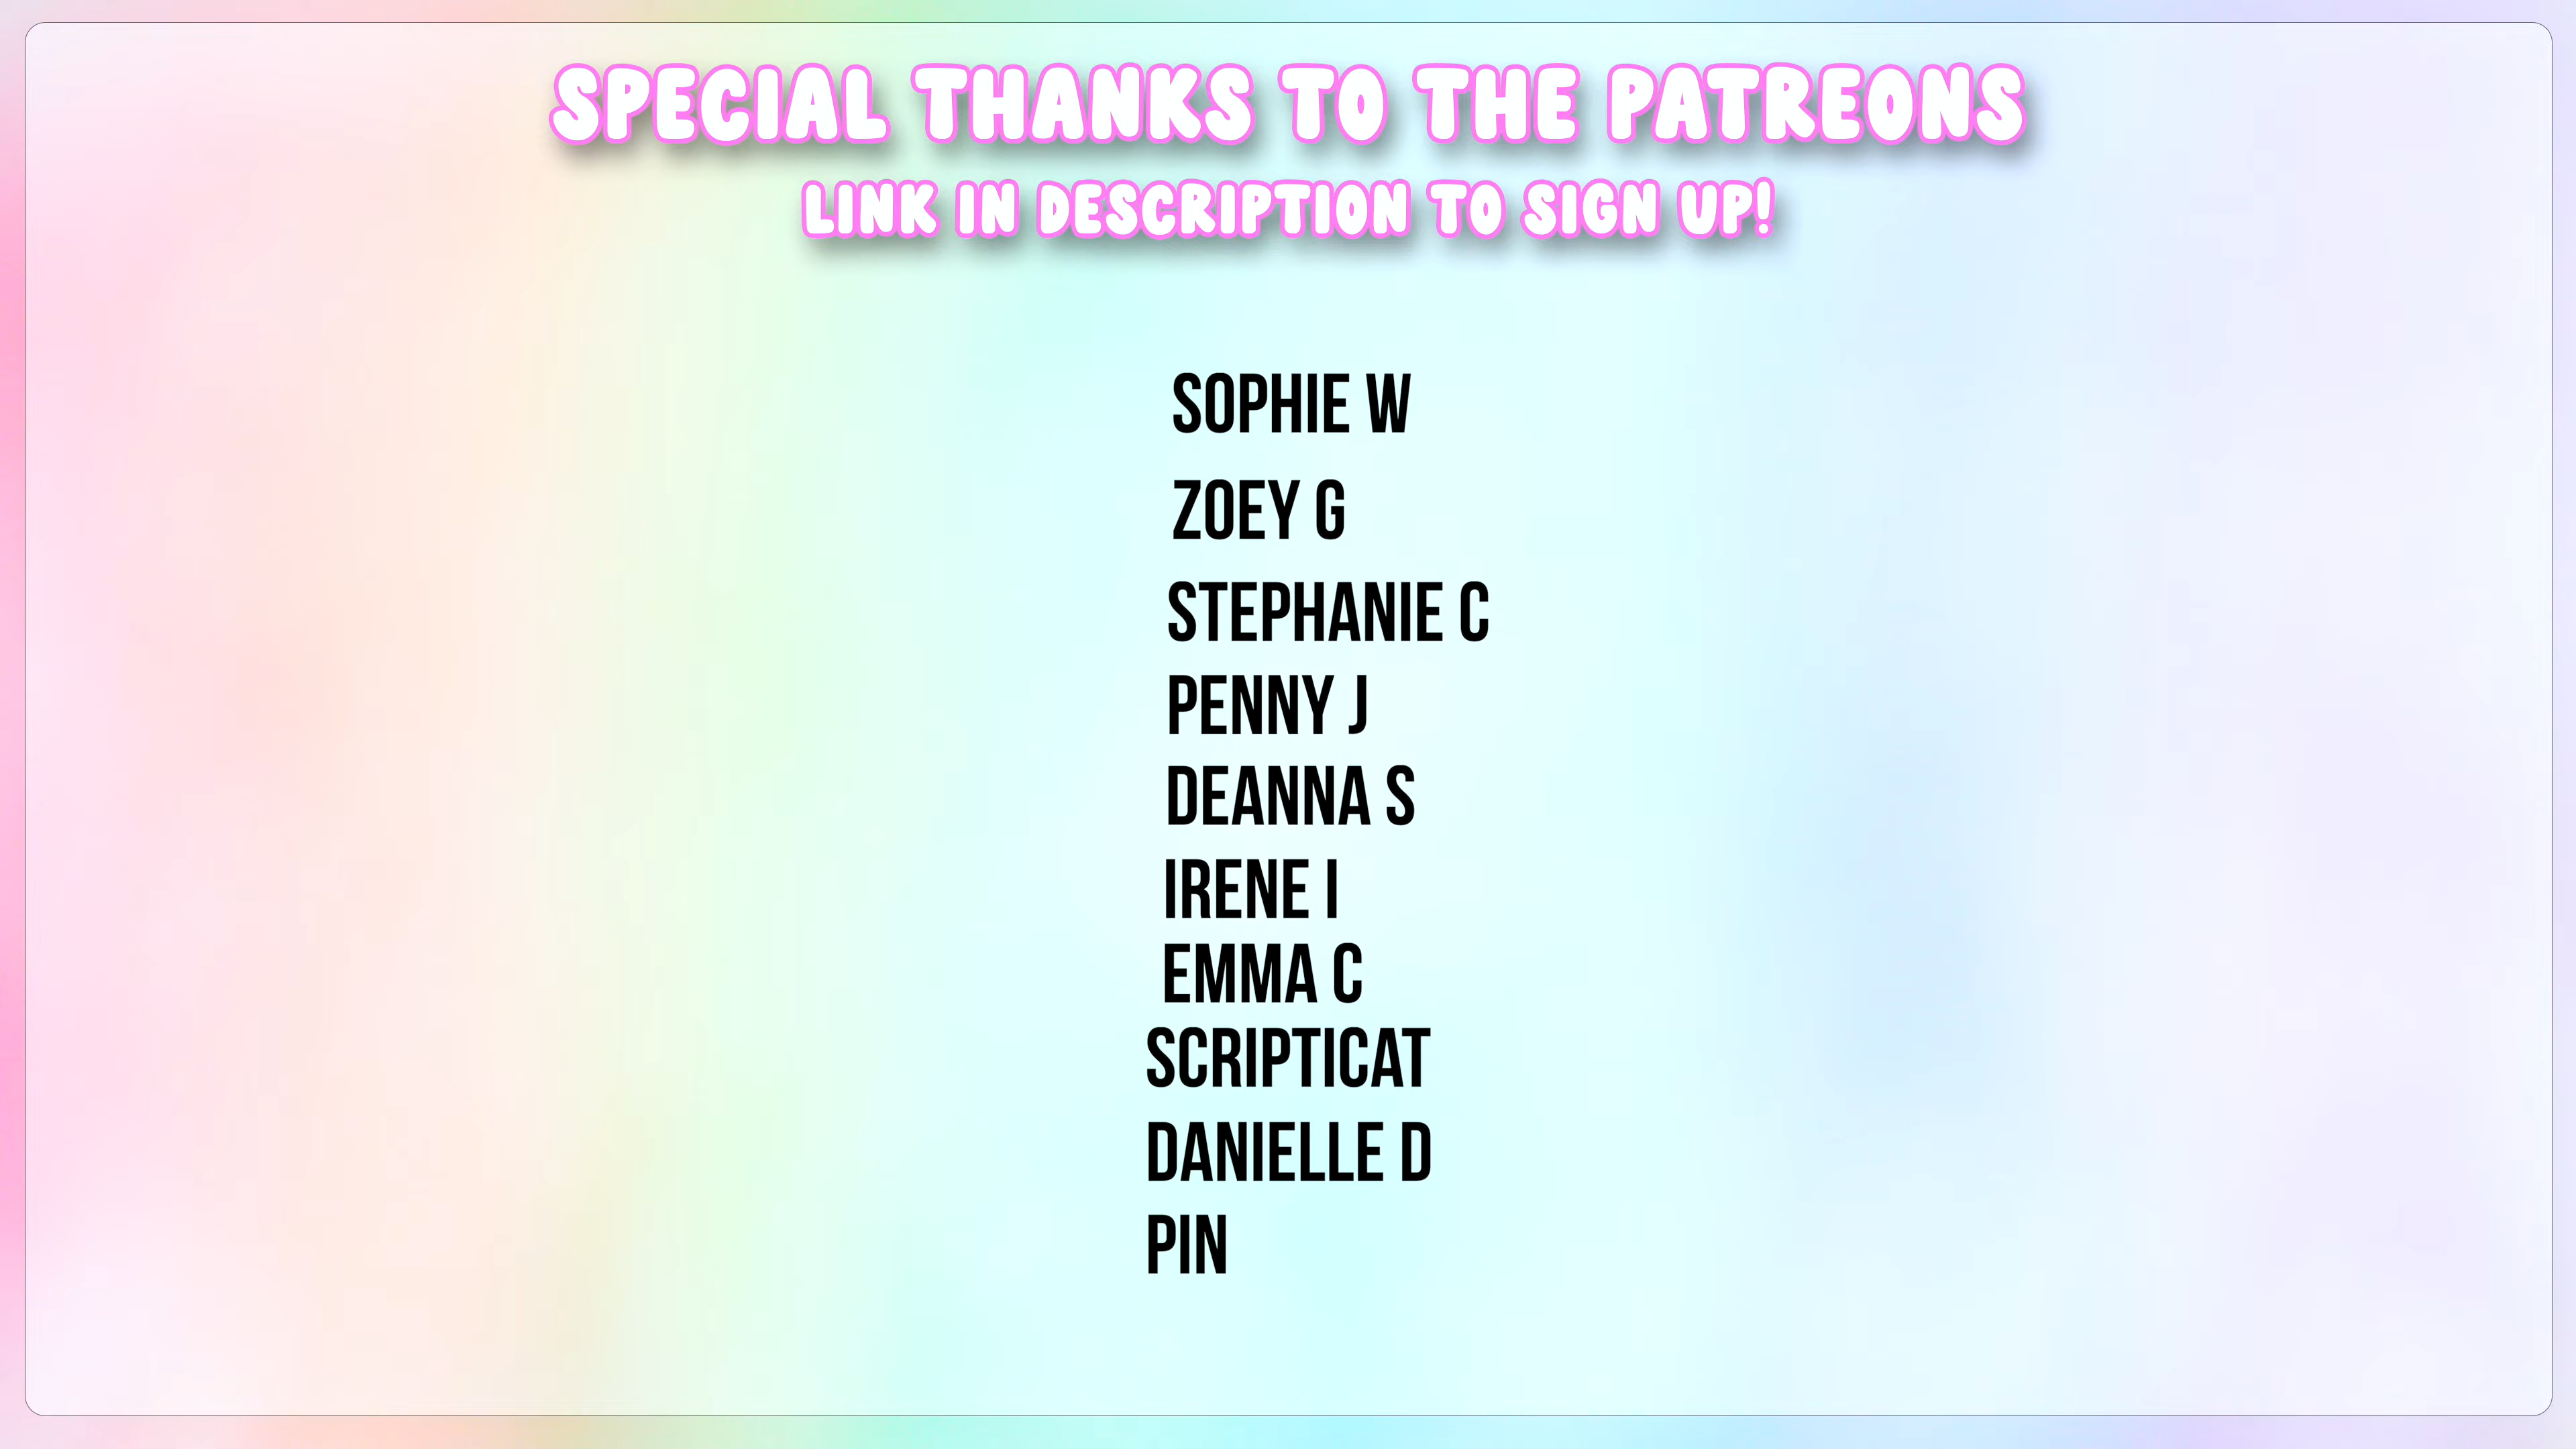 SPECIAL THANKS TO THE PATREONS
LINK IN DESCRIPTION TO SIGN UP!
SOPHIE W
ZOEY G
STEPHANIE C
PENNY J
DEANNA S
IRENE I
EMMA C
SCRIPTICAT
DANIELLE D
PIN